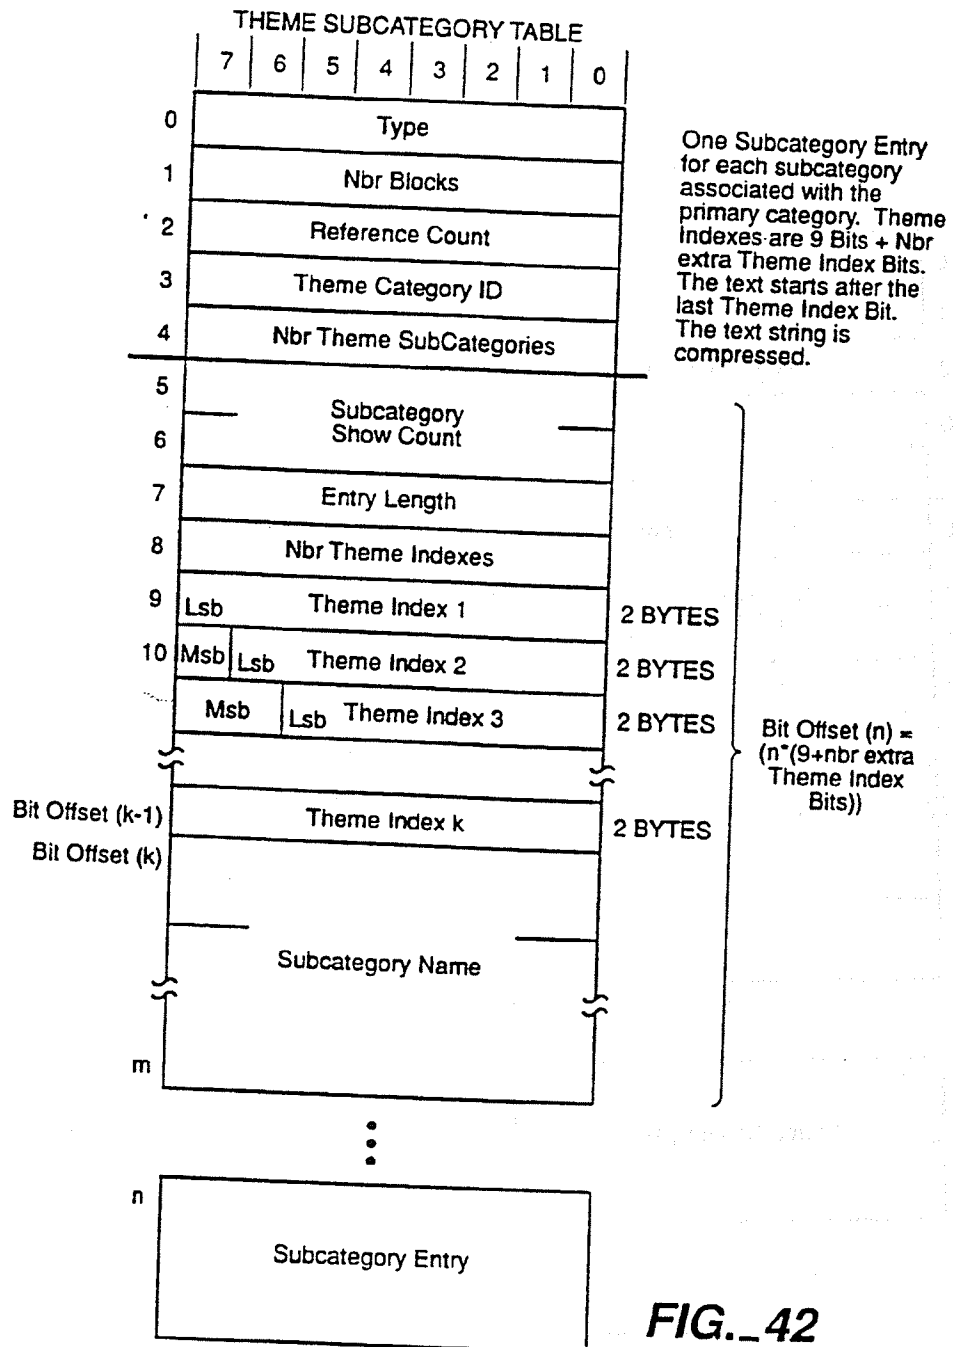 THEME SUBCATEGORY TABLE
7 6 5 4 3 2 1 0
0 Type
1 Nbr Blocks
2 Reference Count
3 Theme Category ID
4 Nbr Theme SubCategories
One Subcategory Entry
for each subcategory
associated with the
primary category. Theme
Indexes are 9 Bits + Nbr
extra Theme Index Bits.
The text starts after the
last Theme Index Bit.
The text string is
compressed.
5
Subcategory
Show Count
6
7 Entry Length
8 Nbr Theme Indexes
9 Lsb Theme Index 1 2 BYTES
10 Msb Lsb Theme Index 2 2 BYTES
Msb Lsb Theme Index 3 2 BYTES
Bit Offset (n) =
(n*(9+nbr extra
Theme Index
Bits))
Bit Offset (k-1) Theme Index k 2 BYTES
Bit Offset (k)
Subcategory Name
m
n
Subcategory Entry
FIG._42